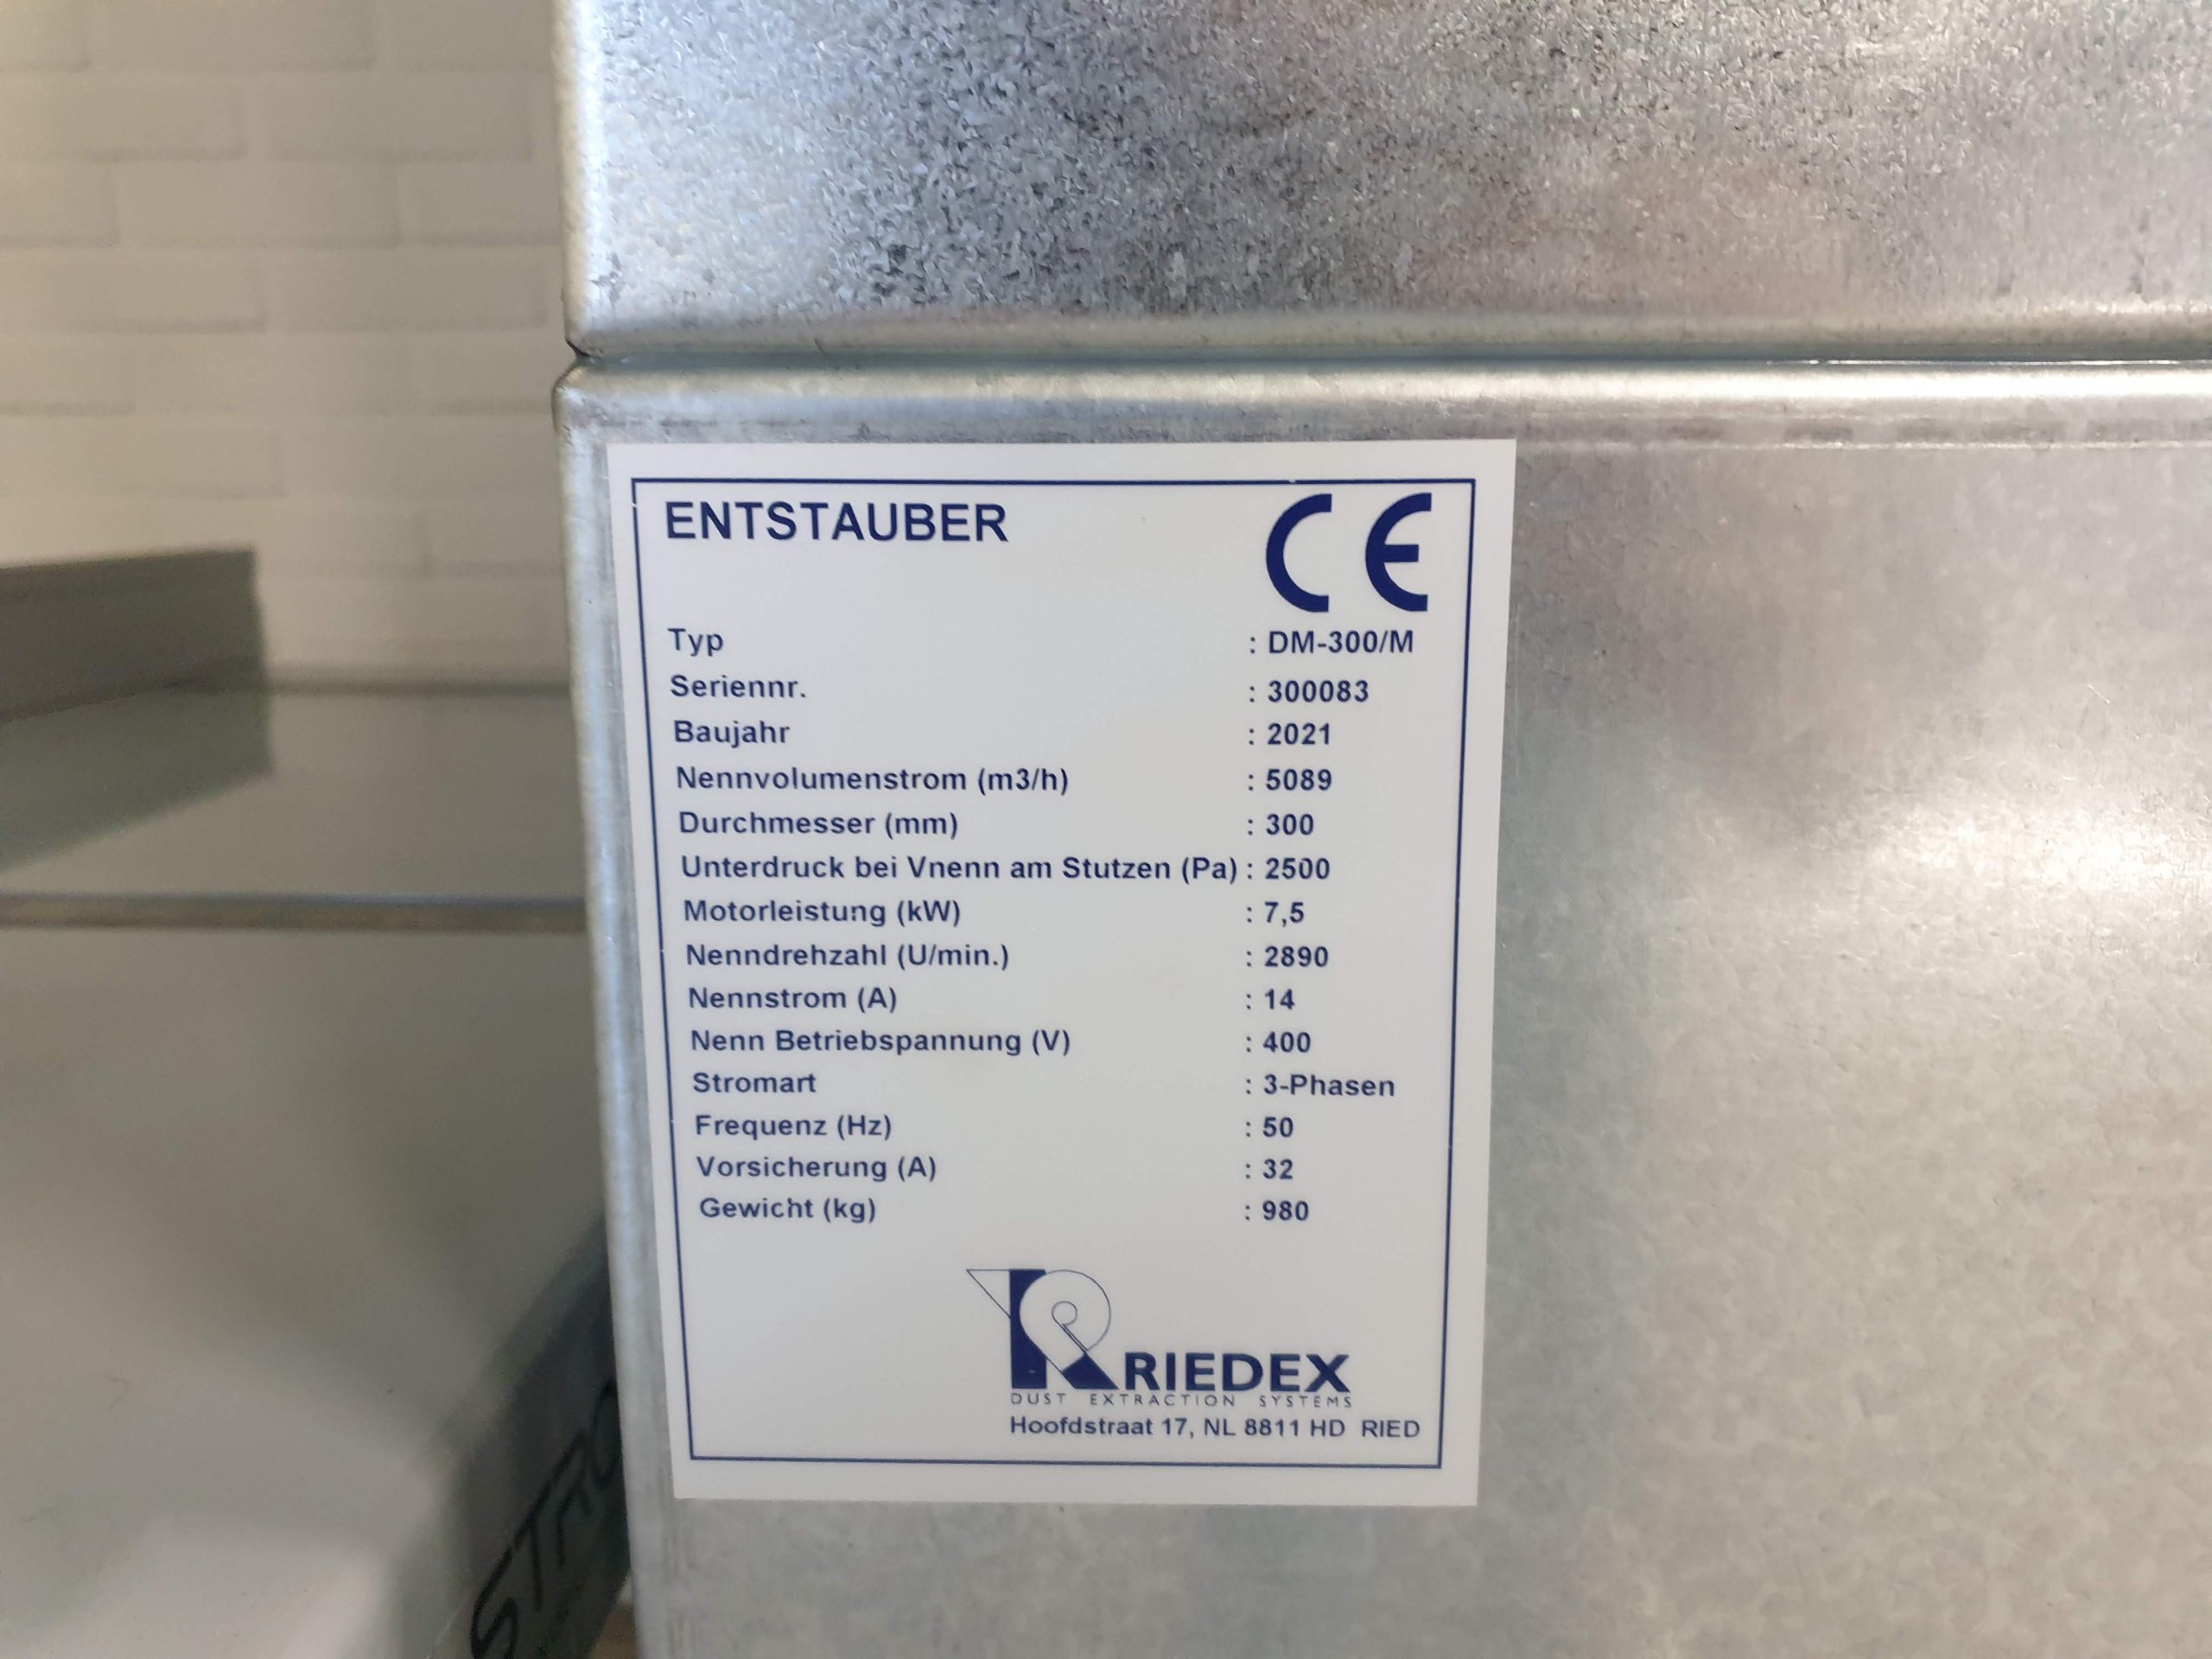 ENTSTAUBER CE
Typ : DM-300/M
Seriennr. : 300083
Baujahr : 2021
Nennvolumenstrom (m3/h) : 5089
Durchmesser (mm) : 300
Unterdruck bei Vnenn am Stutzen (Pa) : 2500
Motorleistung (kW) : 7,5
Nenndrehzahl (U/min.) : 2890
Nennstrom (A) : 14
Nenn Betriebspannung (V) : 400
Stromart : 3-Phasen
Frequenz (Hz) : 50
Vorsicherung (A) : 32
Gewicht (kg) : 980
RIEDEX
DUST EXTRACTION SYSTEMS
Hoofdstraat 17, NL 8811 HD RIED